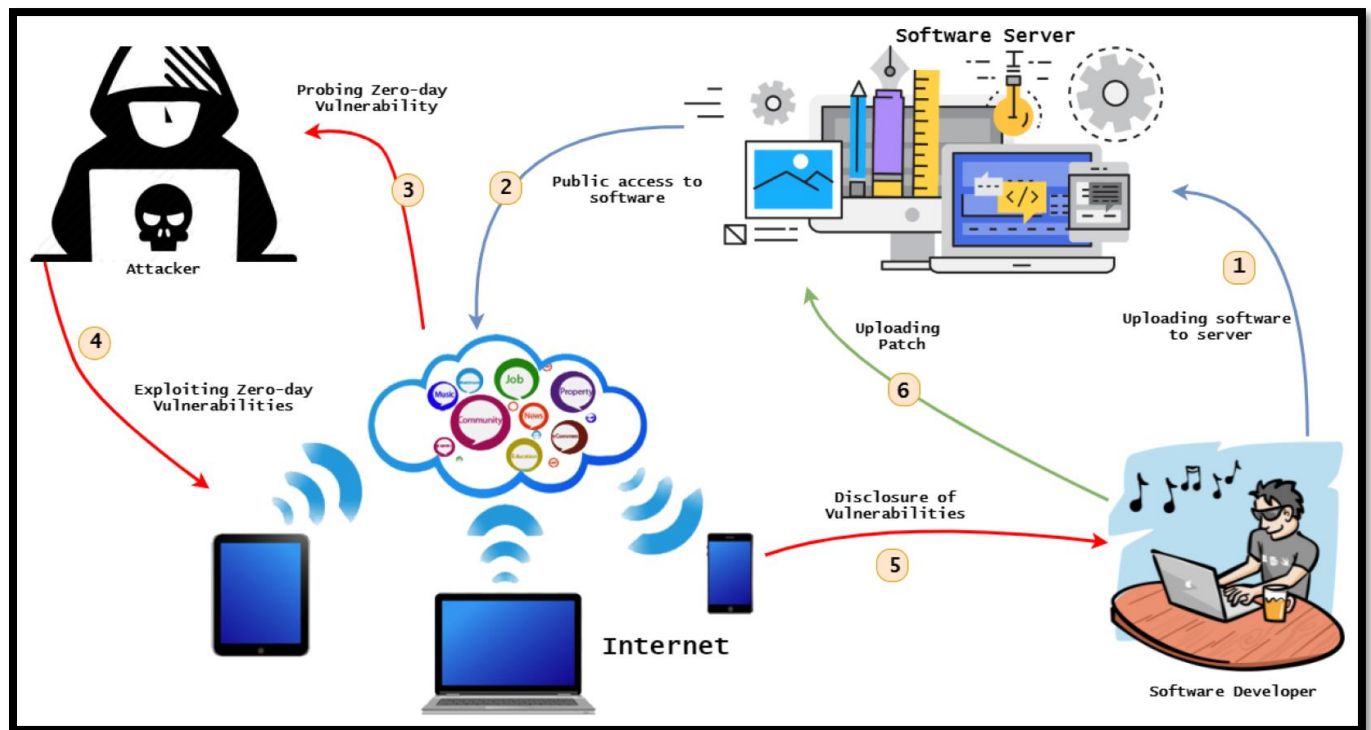 Software Server
Probing Zero-day
Vulnerability
3
2
Public access to
software
</>
1
Attacker
Uploading software
to server
4
Uploading
Patch
6
Exploiting Zero-day
Vulnerabilities
Job
Music
Property
Community
News
Education
Disclosure of
Vulnerabilities
5
Internet
Software Developer